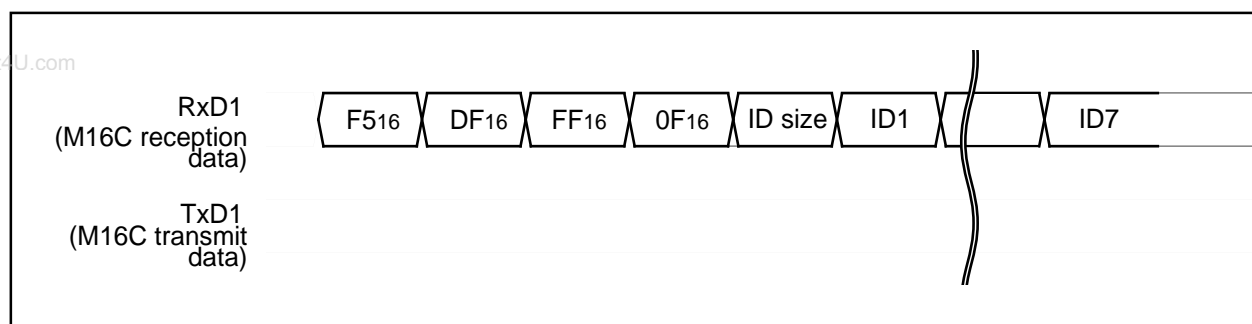 4U.com
RxD1
(M16C reception
data)
F516 DF16 FF16 0F16 ID size ID1 ID7
TxD1
(M16C transmit
data)